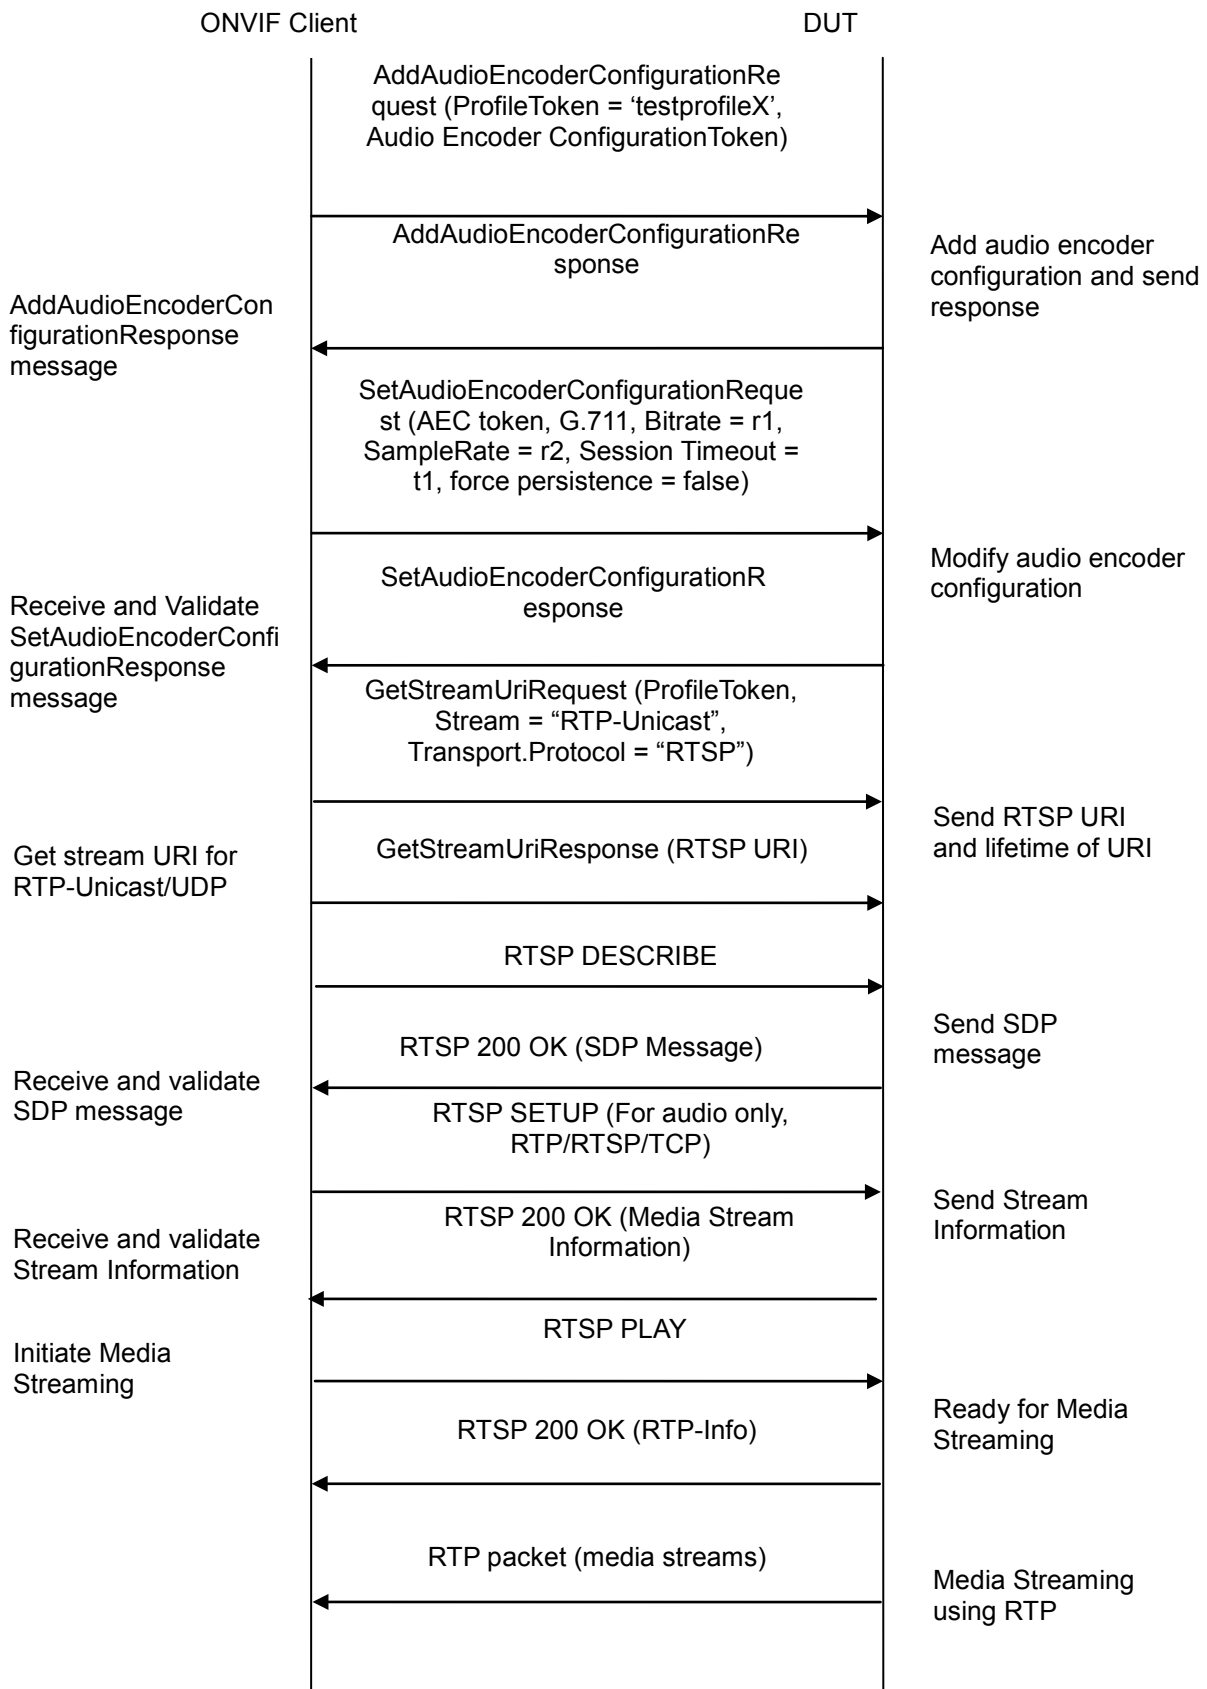 ONVIF Client
DUT
AddAudioEncoderConfigurationRe
quest (ProfileToken = ‘testprofileX’,
Audio Encoder ConfigurationToken)
AddAudioEncoderConfigurationRe
sponse
Add audio encoder
configuration and send
response
AddAudioEncoderCon
figurationResponse
message
SetAudioEncoderConfigurationReque
st (AEC token, G.711, Bitrate = r1,
SampleRate = r2, Session Timeout =
t1, force persistence = false)
Modify audio encoder
configuration
SetAudioEncoderConfigurationR
esponse
Receive and Validate
SetAudioEncoderConfi
gurationResponse
message
GetStreamUriRequest (ProfileToken,
Stream = “RTP-Unicast”,
Transport.Protocol = “RTSP”)
Send RTSP URI
and lifetime of URI
GetStreamUriResponse (RTSP URI)
Get stream URI for
RTP-Unicast/UDP
RTSP DESCRIBE
Send SDP
message
RTSP 200 OK (SDP Message)
Receive and validate
SDP message
RTSP SETUP (For audio only,
RTP/RTSP/TCP)
Send Stream
Information
RTSP 200 OK (Media Stream
Information)
Receive and validate
Stream Information
RTSP PLAY
Initiate Media
Streaming
Ready for Media
Streaming
RTSP 200 OK (RTP-Info)
RTP packet (media streams)
Media Streaming
using RTP